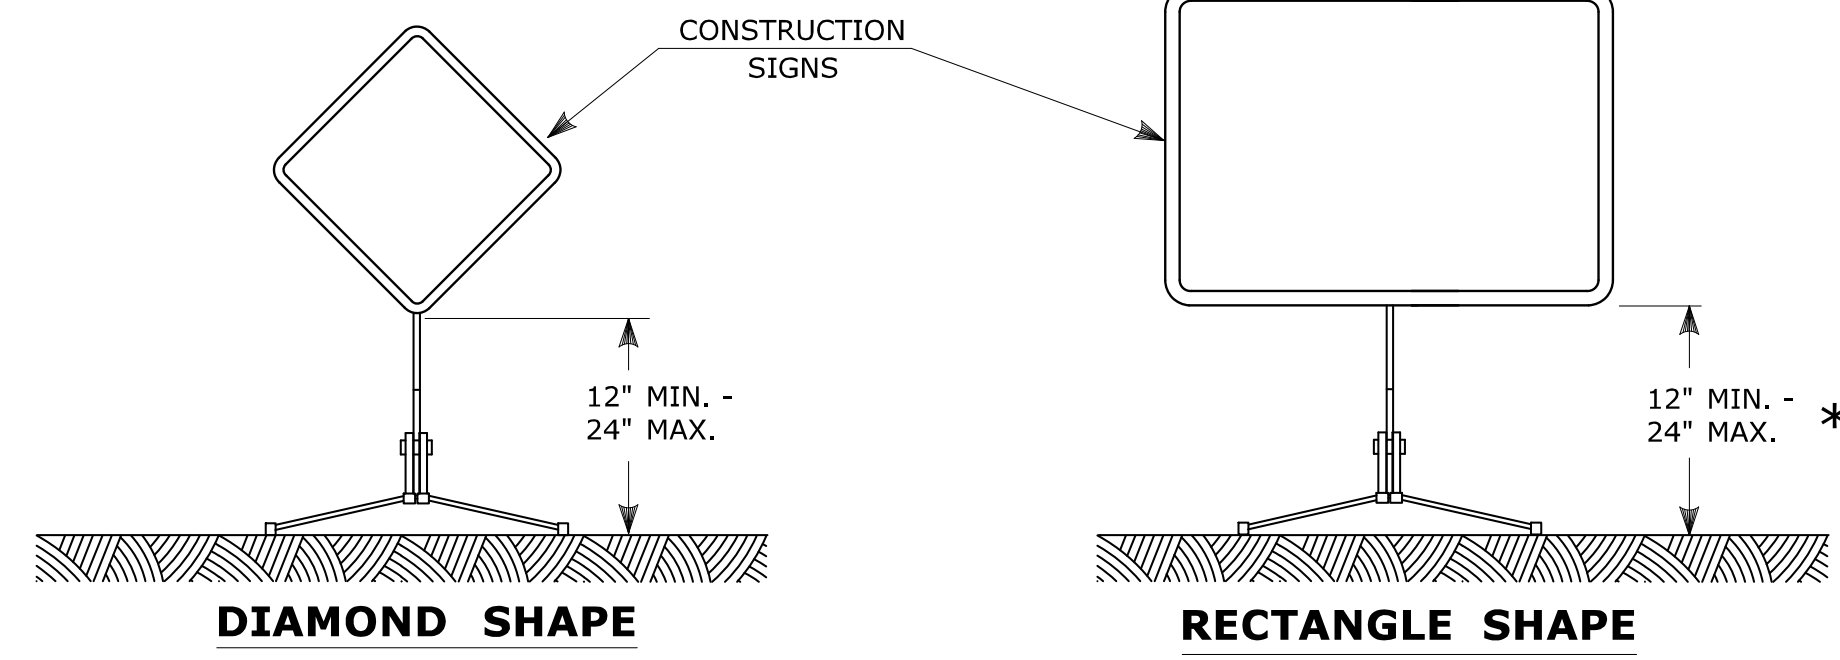 CONSTRUCTION
SIGNS
12" MIN. -
24" MAX.
12" MIN. -
24" MAX. *
DIAMOND SHAPE
RECTANGLE SHAPE